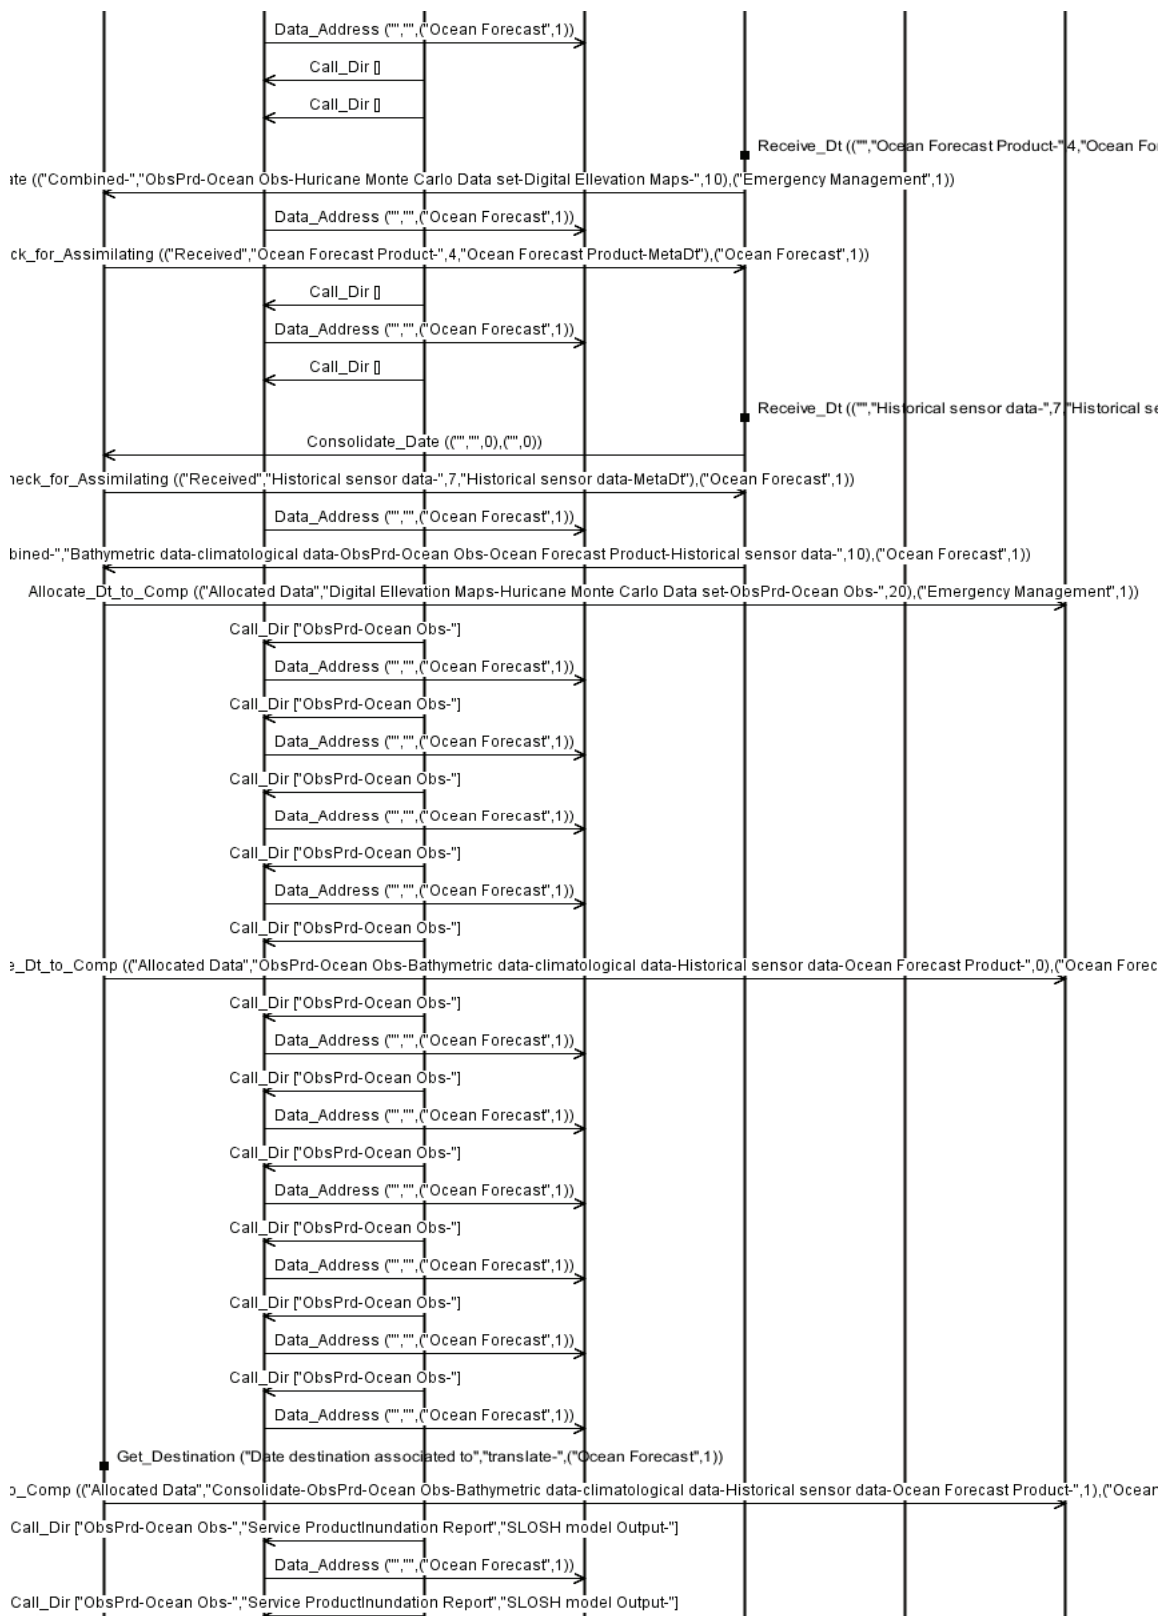 Data_Address ("","",("Ocean Forecast",1))
Call_Dir []
Call_Dir []
Receive_Dt (("","Ocean Forecast Product-",4,"Ocean Fo
ate (("Combined-","ObsPrd-Ocean Obs-Huricane Monte Carlo Data set-Digital Ellevation Maps-",10),("Emergency Management",1))
Data_Address ("","",("Ocean Forecast",1))
ck_for_Assimilating (("Received","Ocean Forecast Product-",4,"Ocean Forecast Product-MetaDt"),("Ocean Forecast",1))
Call_Dir []
Data_Address ("","",("Ocean Forecast",1))
Call_Dir []
Receive_Dt (("","Historical sensor data-",7,"Historical se
Consolidate_Date (("","",0),("",0))
heck_for_Assimilating (("Received","Historical sensor data-",7,"Historical sensor data-MetaDt"),("Ocean Forecast",1))
Data_Address ("","",("Ocean Forecast",1))
bined-","Bathymetric data-climatological data-ObsPrd-Ocean Obs-Ocean Forecast Product-Historical sensor data-",10),("Ocean Forecast",1))
Allocate_Dt_to_Comp (("Allocated Data","Digital Ellevation Maps-Huricane Monte Carlo Data set-ObsPrd-Ocean Obs-",20),("Emergency Management",1))
Call_Dir ["ObsPrd-Ocean Obs-"]
Data_Address ("","",("Ocean Forecast",1))
Call_Dir ["ObsPrd-Ocean Obs-"]
Data_Address ("","",("Ocean Forecast",1))
Call_Dir ["ObsPrd-Ocean Obs-"]
Data_Address ("","",("Ocean Forecast",1))
Call_Dir ["ObsPrd-Ocean Obs-"]
Data_Address ("","",("Ocean Forecast",1))
Call_Dir ["ObsPrd-Ocean Obs-"]
e_Dt_to_Comp (("Allocated Data","ObsPrd-Ocean Obs-Bathymetric data-climatological data-Historical sensor data-Ocean Forecast Product-",0),("Ocean Forec
Call_Dir ["ObsPrd-Ocean Obs-"]
Data_Address ("","",("Ocean Forecast",1))
Call_Dir ["ObsPrd-Ocean Obs-"]
Data_Address ("","",("Ocean Forecast",1))
Call_Dir ["ObsPrd-Ocean Obs-"]
Data_Address ("","",("Ocean Forecast",1))
Call_Dir ["ObsPrd-Ocean Obs-"]
Data_Address ("","",("Ocean Forecast",1))
Call_Dir ["ObsPrd-Ocean Obs-"]
Data_Address ("","",("Ocean Forecast",1))
Call_Dir ["ObsPrd-Ocean Obs-"]
Data_Address ("","",("Ocean Forecast",1))
Get_Destination ("Date destination associated to","translate-",("Ocean Forecast",1))
o_Comp (("Allocated Data","Consolidate-ObsPrd-Ocean Obs-Bathymetric data-climatological data-Historical sensor data-Ocean Forecast Product-",1),("Ocean
Call_Dir ["ObsPrd-Ocean Obs-","Service ProductInundation Report","SLOSH model Output-"]
Data_Address ("","",("Ocean Forecast",1))
Call_Dir ["ObsPrd-Ocean Obs-","Service ProductInundation Report","SLOSH model Output-"]